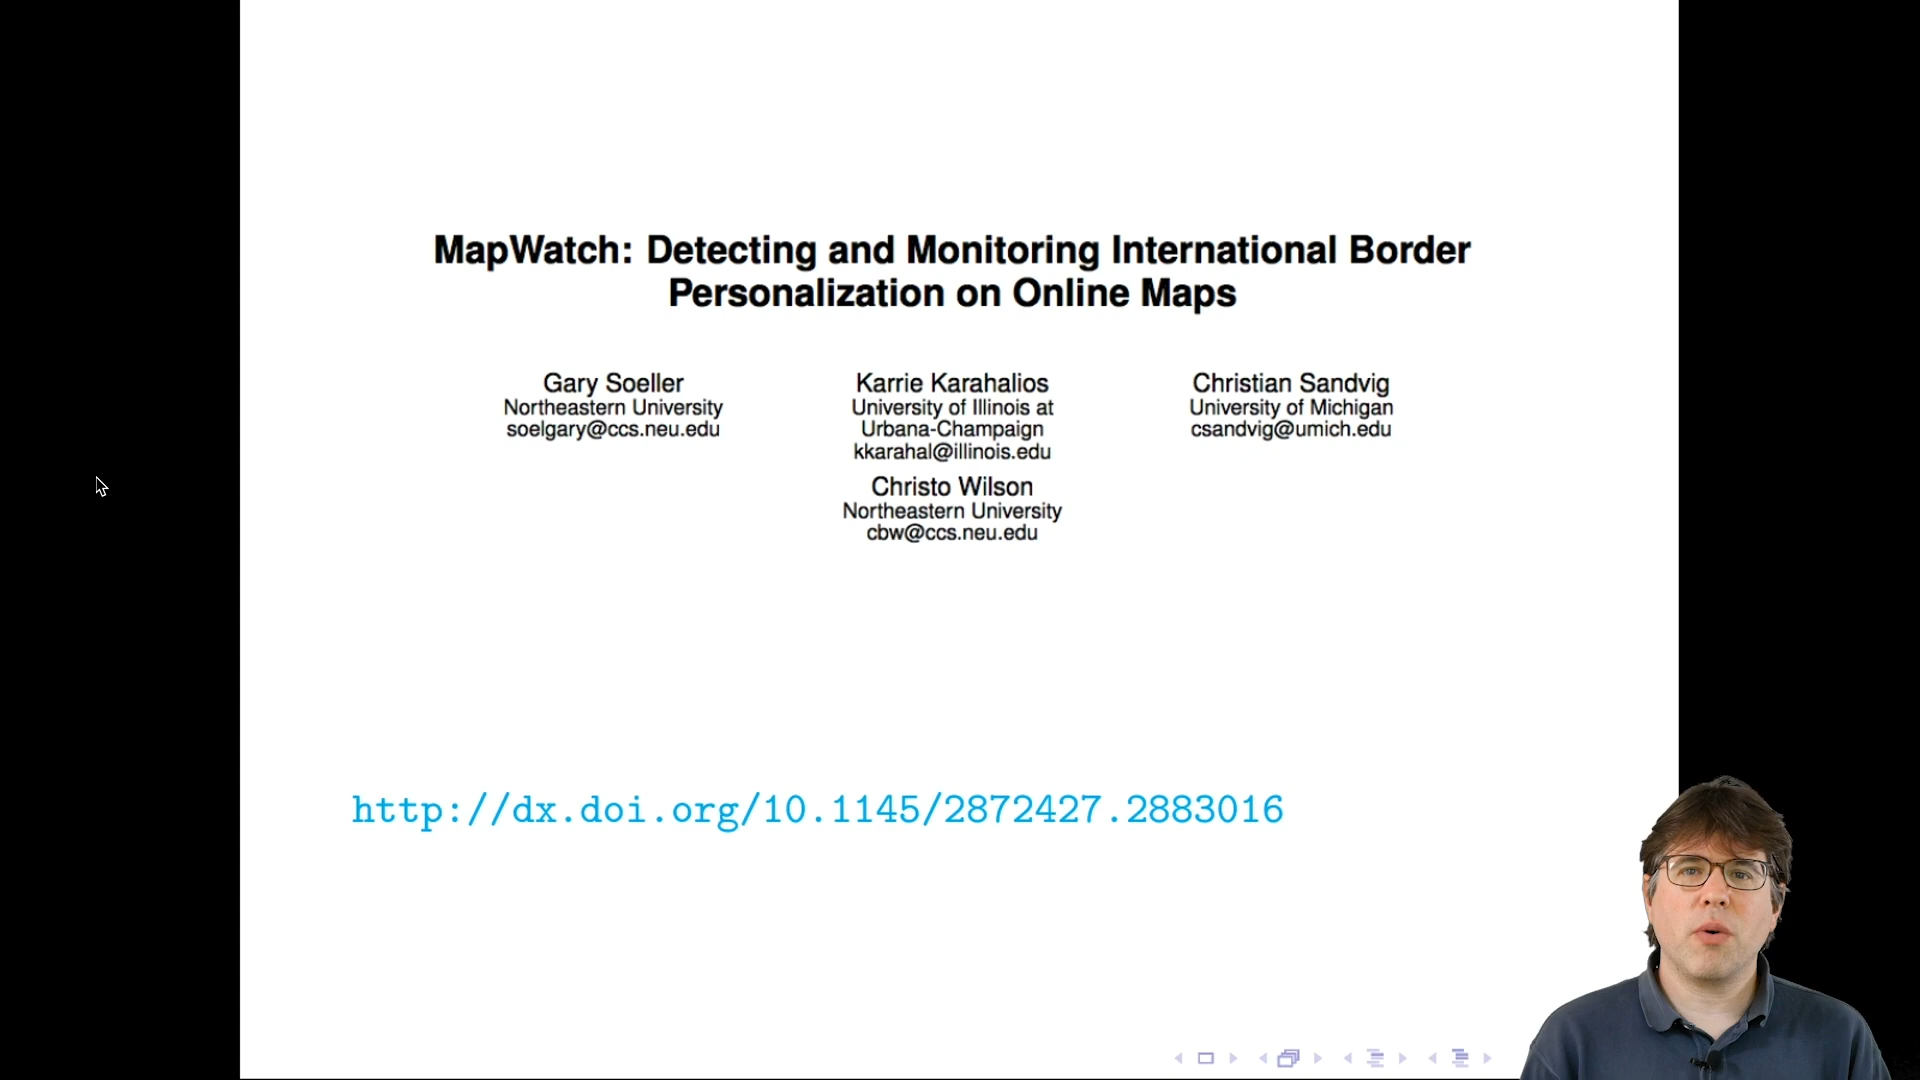 MapWatch: Detecting and Monitoring International Border
Personalization on Online Maps
Gary Soeller
Northeastern University
soelgary@ccs.neu.edu
Karrie Karahalios
University of Illinois at
Urbana-Champaign
kkarahal@illinois.edu
Christian Sandvig
University of Michigan
csandvig@umich.edu
Christo Wilson
Northeastern University
cbw@ccs.neu.edu
http://dx.doi.org/10.1145/2872427.2883016